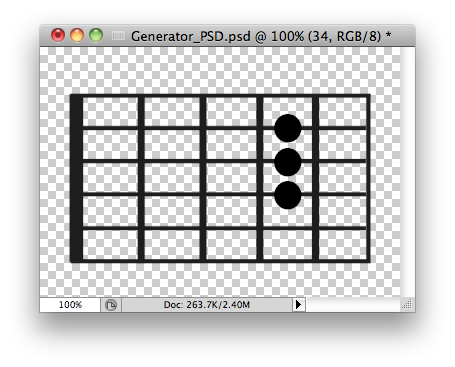 Generator_PSD.psd @ 100% (34, RGB/8) *
100%
Doc: 263.7K/2.40M